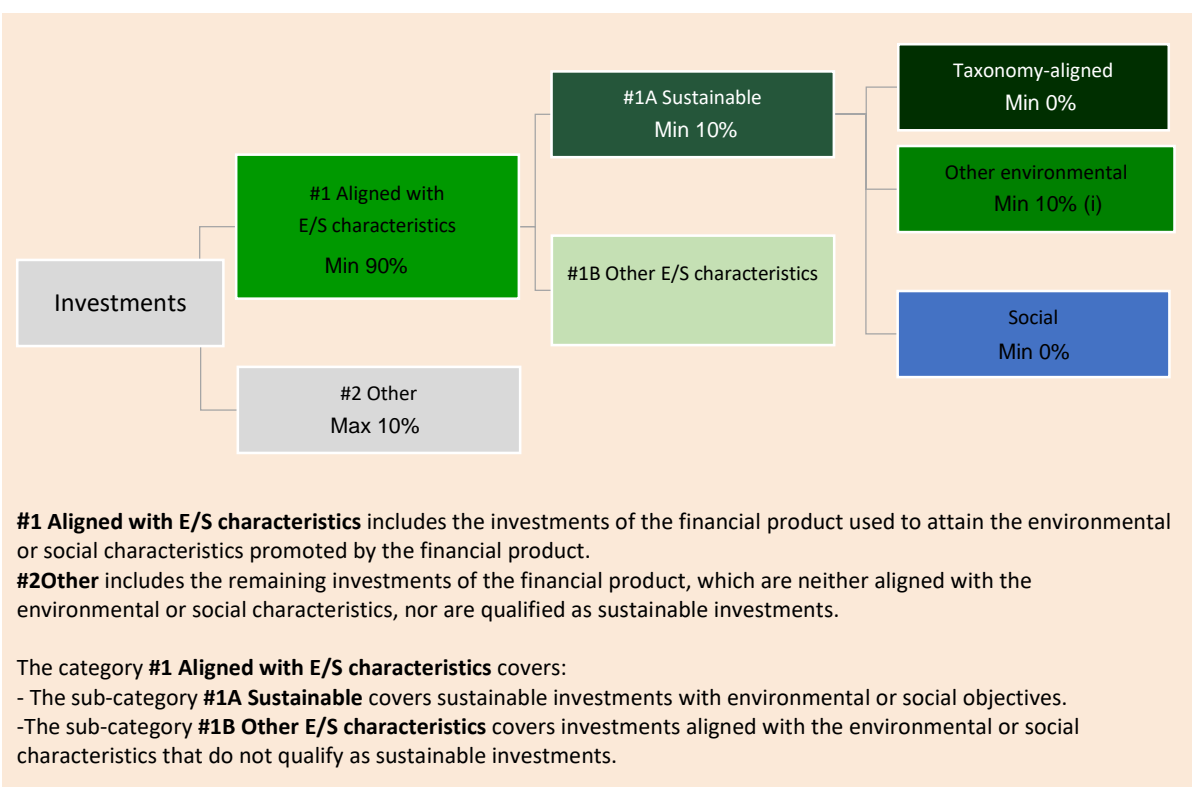 Investments
#1 Aligned with
E/S characteristics
Min 90%
#2 Other
Max 10%
#1A Sustainable
Min 10%
#1B Other E/S characteristics
Taxonomy-aligned
Min 0%
Other environmental
Min 10% (i)
Social
Min 0%
#1 Aligned with E/S characteristics includes the investments of the financial product used to attain the environmental
or social characteristics promoted by the financial product.
#2Other includes the remaining investments of the financial product, which are neither aligned with the
environmental or social characteristics, nor are qualified as sustainable investments.
The category #1 Aligned with E/S characteristics covers:
- The sub-category #1A Sustainable covers sustainable investments with environmental or social objectives.
-The sub-category #1B Other E/S characteristics covers investments aligned with the environmental or social
characteristics that do not qualify as sustainable investments.